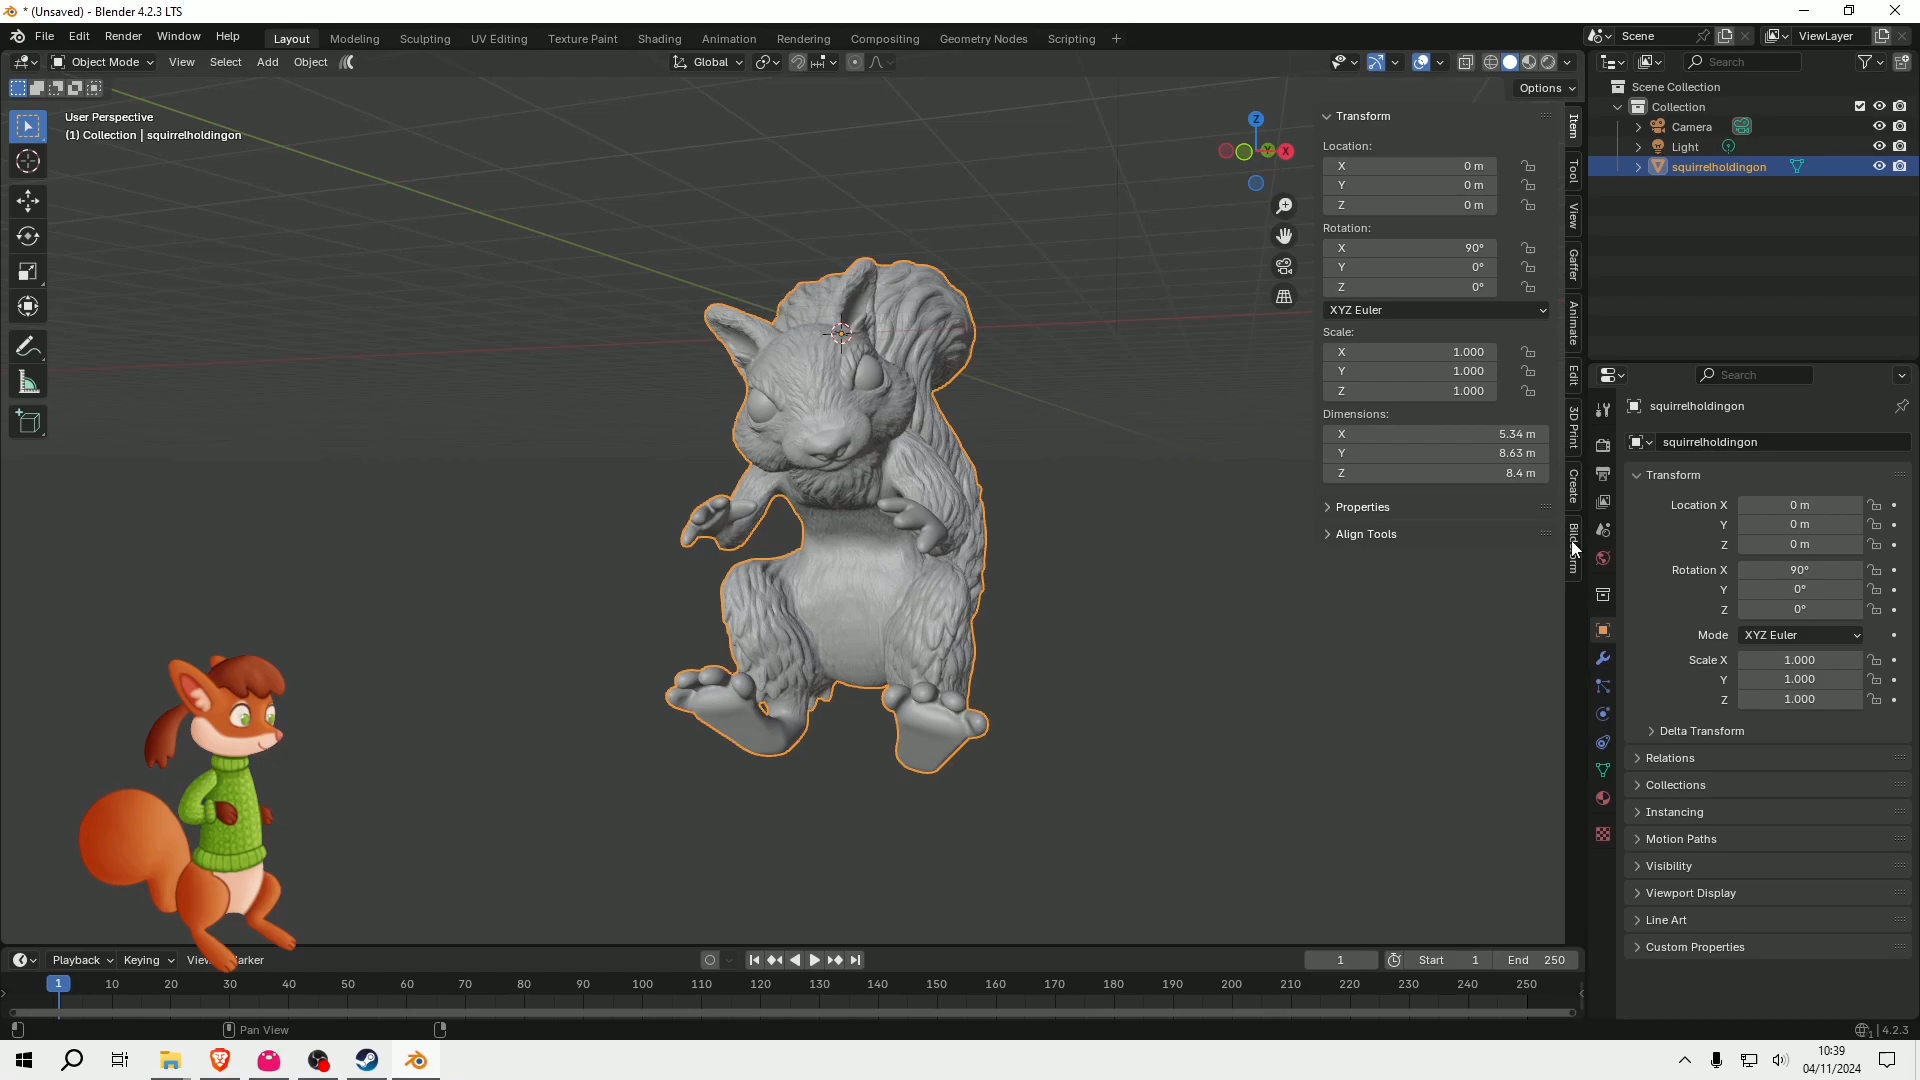 * (Unsaved) - Blender 4.2.3 LTS
File Edit Render Window Help
Layout Modeling Sculpting UV Editing Texture Paint Shading Animation Rendering Compositing Geometry Nodes Scripting +
Scene
ViewLayer
Object Mode View Select Add Object
Global
Options
User Perspective
(1) Collection | squirrelholdingon
Z
Y
X
Transform
Location:
X 0 m
Y 0 m
Z 0 m
Rotation:
X 90°
Y 0°
Z 0°
XYZ Euler
Scale:
X 1.000
Y 1.000
Z 1.000
Dimensions:
X 5.34 m
Y 8.63 m
Z 8.4 m
Properties
Align Tools
Item
Tool
View
Gaffer
Animate
Edit
3D Print
Create
Search
Scene Collection
Collection
Camera
Light
squirrelholdingon
Search
squirrelholdingon
squirrelholdingon
Transform
Location X 0 m
Y 0 m
Z 0 m
Rotation X 90°
Y 0°
Z 0°
Mode XYZ Euler
Scale X 1.000
Y 1.000
Z 1.000
Delta Transform
Relations
Collections
Instancing
Motion Paths
Visibility
Viewport Display
Line Art
Custom Properties
Playback Keying
1
Start 1
End 250
1 10 20 30 40 50 60 70 80 90 100 110 120 130 140 150 160 170 180 190 200 210 220 230 240 250
Pan View
4.2.3
10:39
04/11/2024